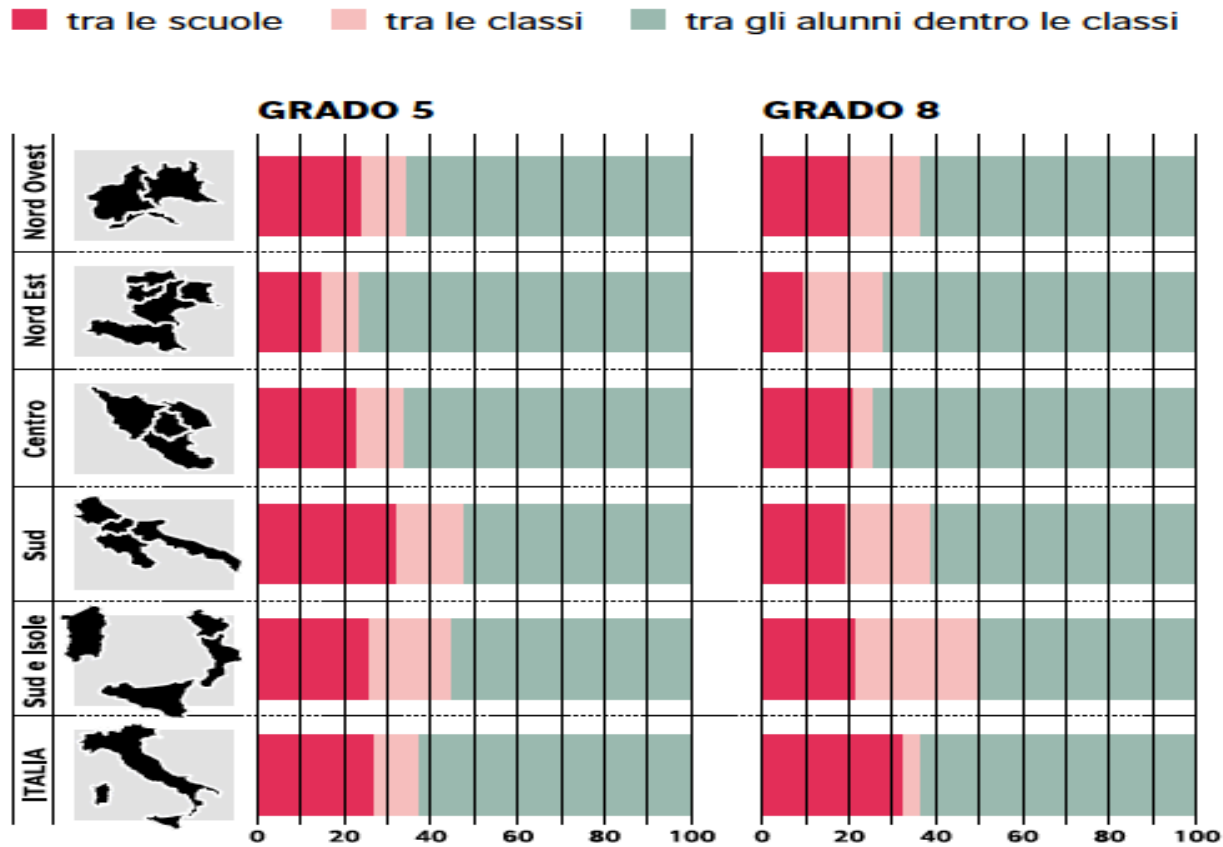 tra le scuole tra le classi tra gli alunni dentro le classi
GRADO 5 GRADO 8
Nord Ovest
Nord Est
Centro
Sud
Sud e Isole
ITALIA
0 20 40 60 80 100 0 20 40 60 80 100